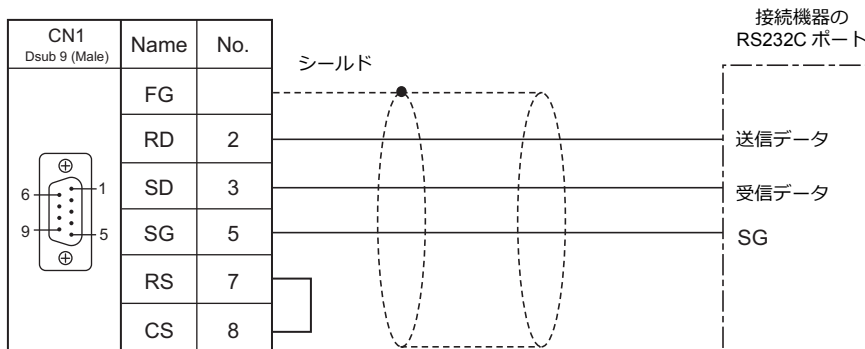 接続機器の
RS232C ポート
CN1
Dsub 9 (Male)
Name
No.
シールド
FG
RD
2
送信データ
SD
3
受信データ
SG
5
SG
RS
7
CS
8
6
1
9
5